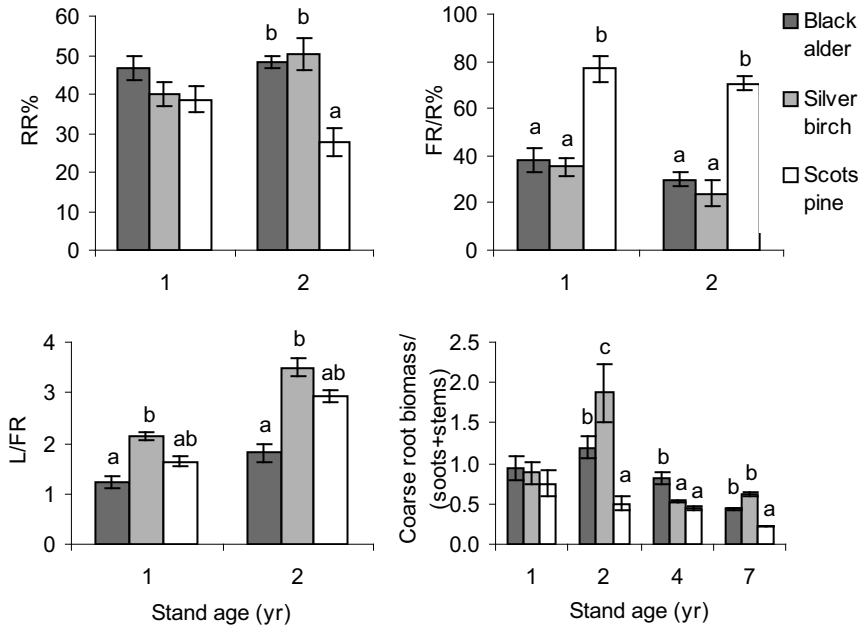 RR%
60
50
40
30
20
10
0
b b
a
1 2
FR/R%
100
80
60
40
20
0
a a b
a a b
1 2
Black
alder
Silver
birch
Scots
pine
L/FR
4
3
2
1
0
a b ab
a b ab
1 2
Stand age (yr)
Coarse root biomass/
(soots+stems)
2.5
2.0
1.5
1.0
0.5
0.0
b c a
b a a
b b a
1 2 4 7
Stand age (yr)